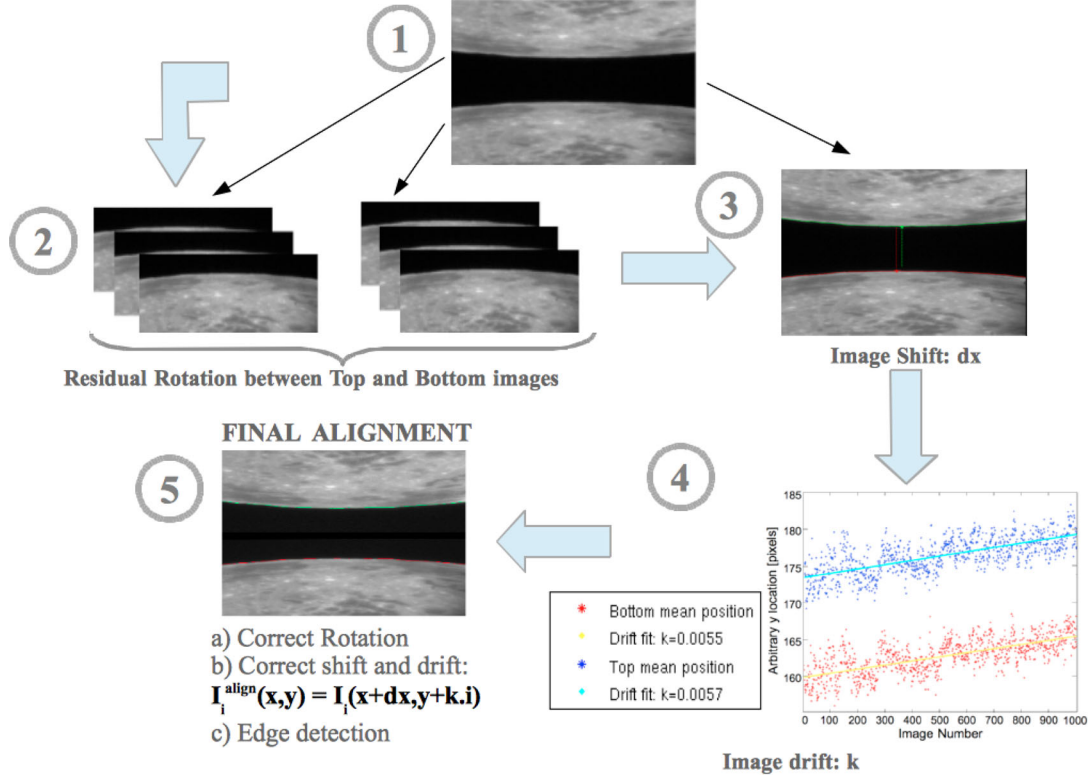 1
2
3
Image Shift: dx
Residual Rotation between Top and Bottom images
FINAL ALIGNMENT
5
a) Correct Rotation
b) Correct shift and drift:
I_i^align(x,y) = I_i(x+dx,y+k.i)
c) Edge detection
4
Bottom mean position
Drift fit: k=0.0055
Top mean position
Drift fit: k=0.0057
Arbitrary y location [pixels]
185
180
175
170
165
160
0 100 200 300 400 500 600 700 800 900 1000
Image Number
Image drift: k